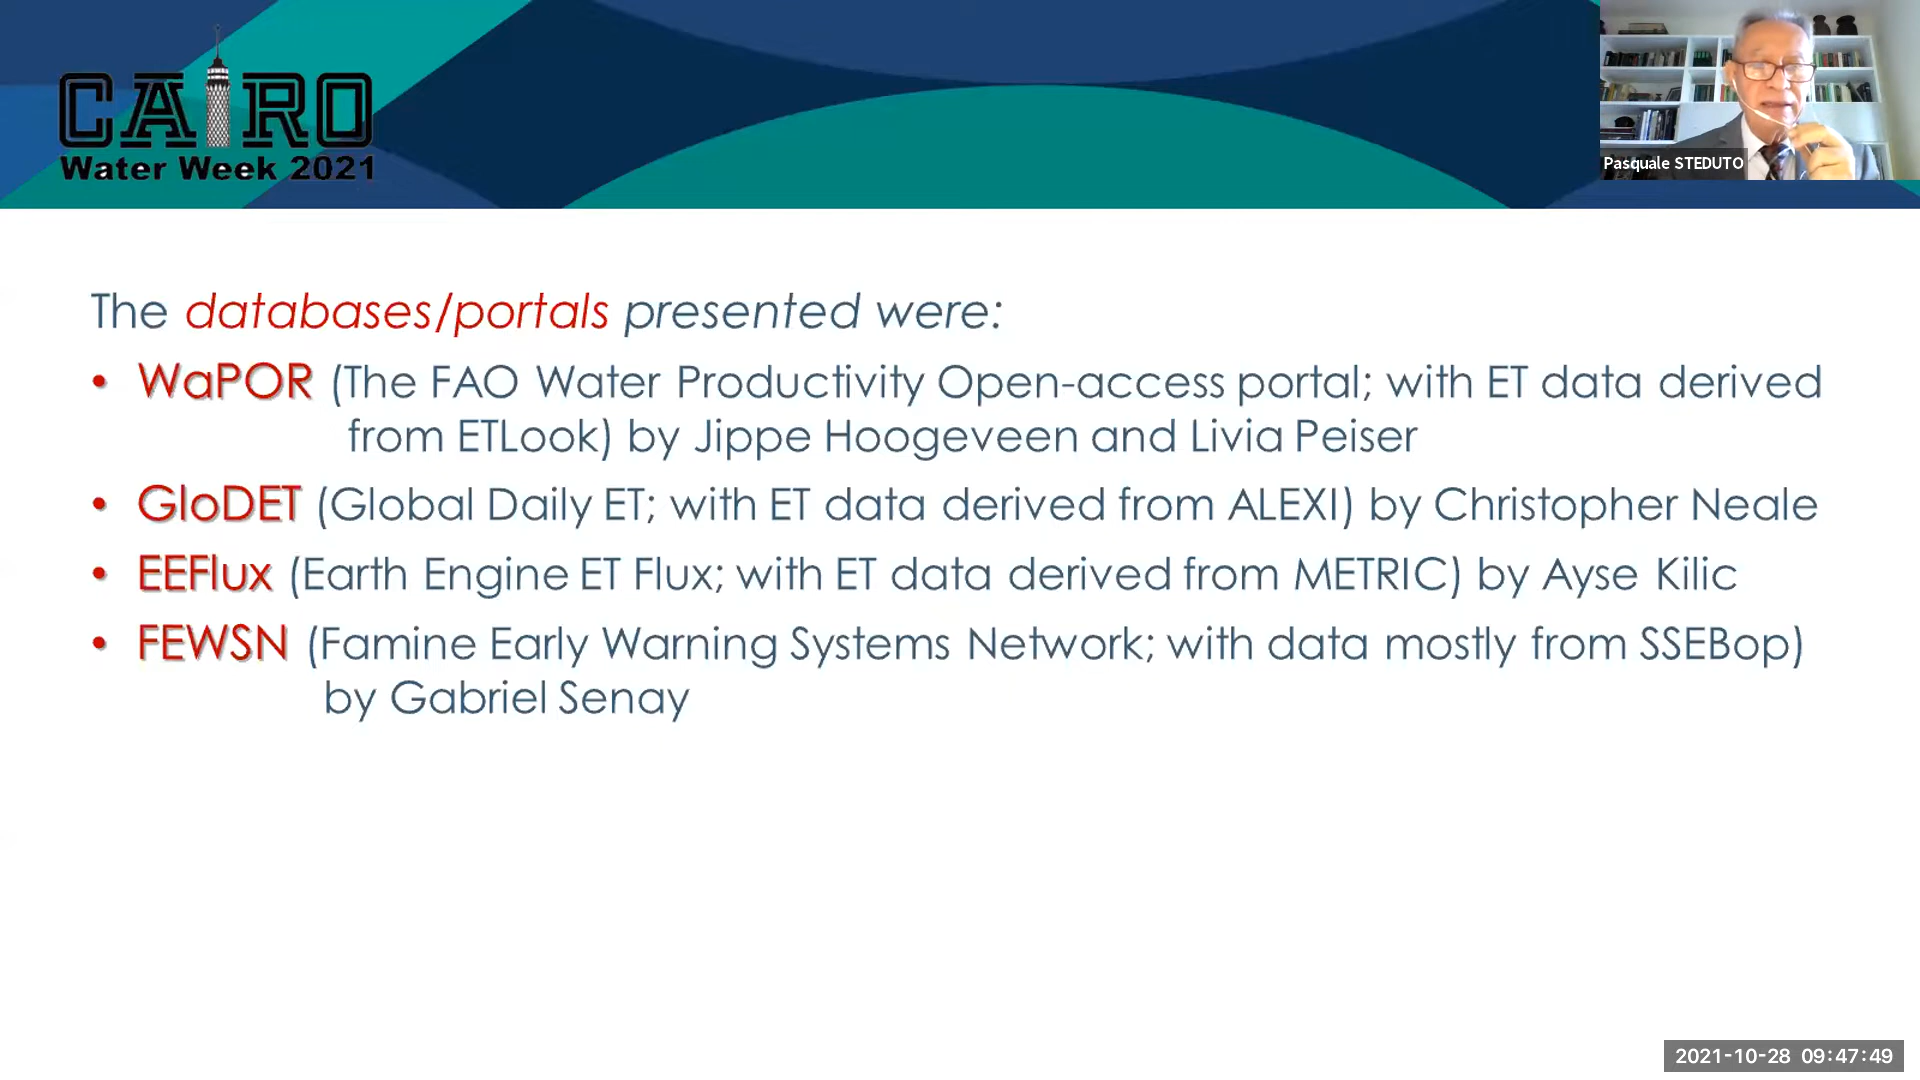 CAIRO
Water Week 2021
Pasquale STEDUTO
The databases/portals presented were:
• WaPOR (The FAO Water Productivity Open-access portal; with ET data derived
from ETLook) by Jippe Hoogeveen and Livia Peiser
• GloDET (Global Daily ET; with ET data derived from ALEXI) by Christopher Neale
• EEFlux (Earth Engine ET Flux; with ET data derived from METRIC) by Ayse Kilic
• FEWSN (Famine Early Warning Systems Network; with data mostly from SSEBop)
by Gabriel Senay
2021-10-28 09:47:49